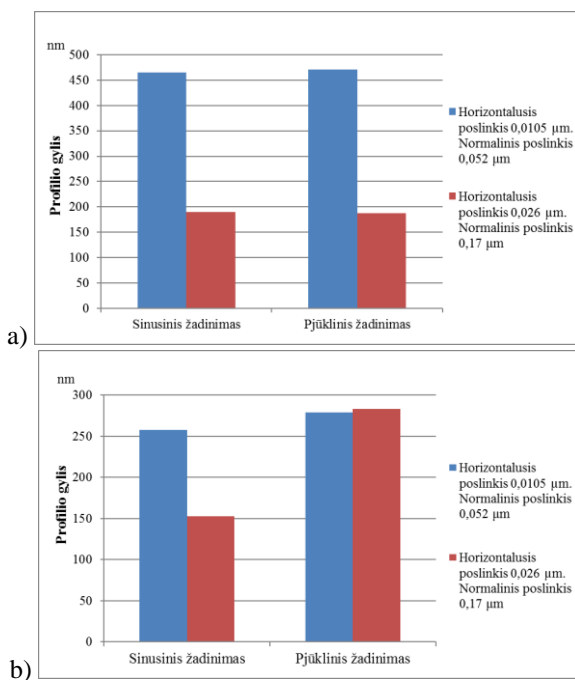 a)
nm
Profilio gylis
500
450
400
350
300
250
200
150
100
50
0
Sinusinis žadinimas
Pjūklinis žadinimas
Horizontalusis
poslinkis 0,0105 µm.
Normalinis poslinkis
0,052 µm
Horizontalusis
poslinkis 0,026 µm.
Normalinis poslinkis
0,17 µm
b)
nm
Profilio gylis
300
250
200
150
100
50
0
Sinusinis žadinimas
Pjūklinis žadinimas
Horizontalusis
poslinkis 0,0105 µm.
Normalinis poslinkis
0,052 µm
Horizontalusis
poslinkis 0,026 µm.
Normalinis poslinkis
0,17 µm